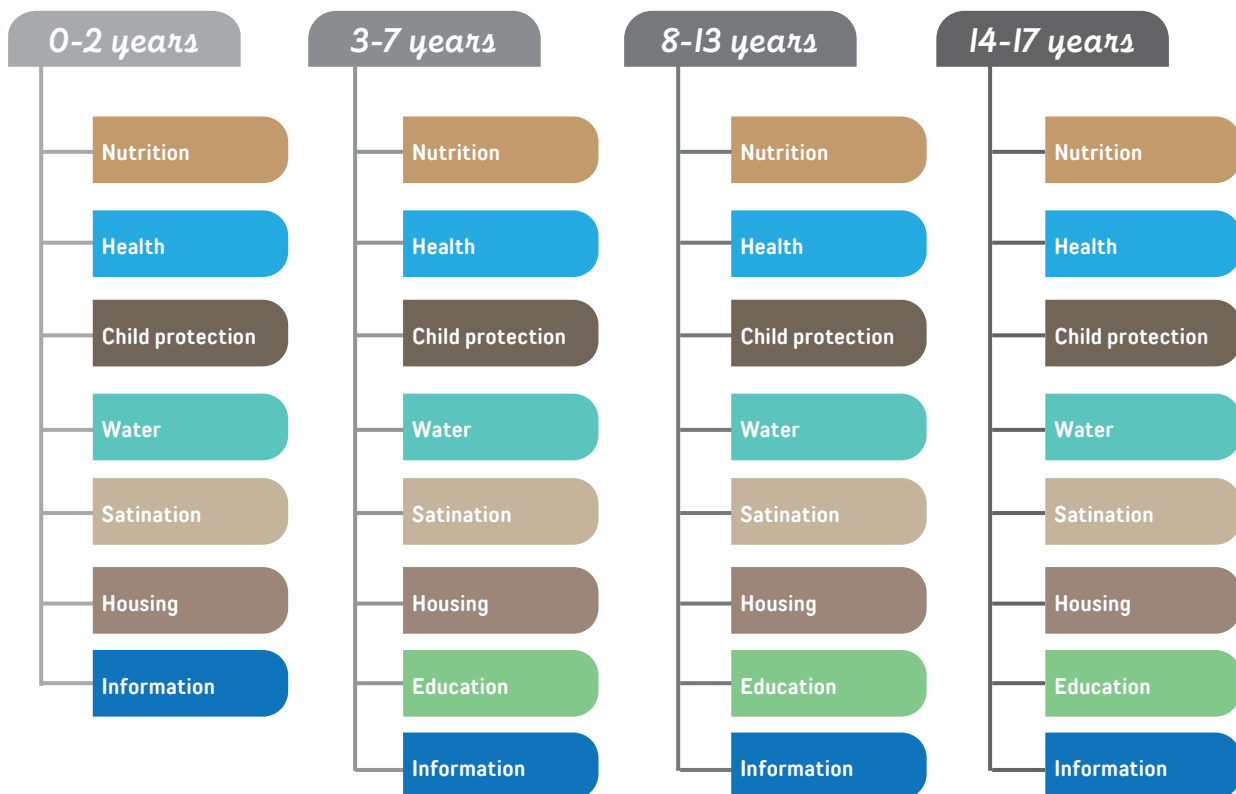 0-2 years
Nutrition
Health
Child protection
Water
Satination
Housing
Information
3-7 years
Nutrition
Health
Child protection
Water
Satination
Housing
Education
Information
8-13 years
Nutrition
Health
Child protection
Water
Satination
Housing
Education
Information
14-17 years
Nutrition
Health
Child protection
Water
Satination
Housing
Education
Information